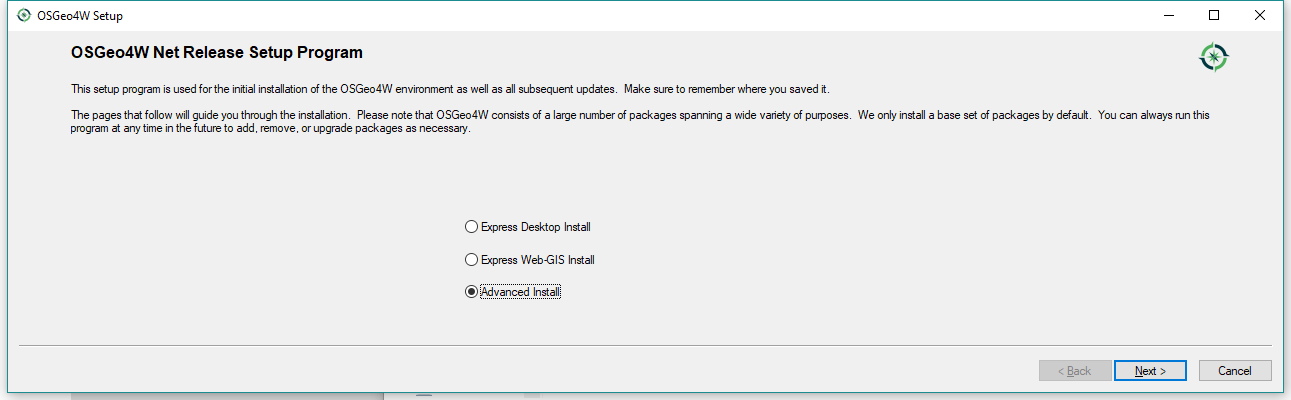 OSGeo4W Setup
OSGeo4W Net Release Setup Program
This setup program is used for the initial installation of the OSGeo4W environment as well as all subsequent updates.  Make sure to remember where you saved it.
The pages that follow will guide you through the installation.  Please note that OSGeo4W consists of a large number of packages spanning a wide variety of purposes.  We only install a base set of packages by default.  You can always run this
program at any time in the future to add, remove, or upgrade packages as necessary.
Express Desktop Install
Express Web-GIS Install
Advanced Install
< Back
Next >
Cancel